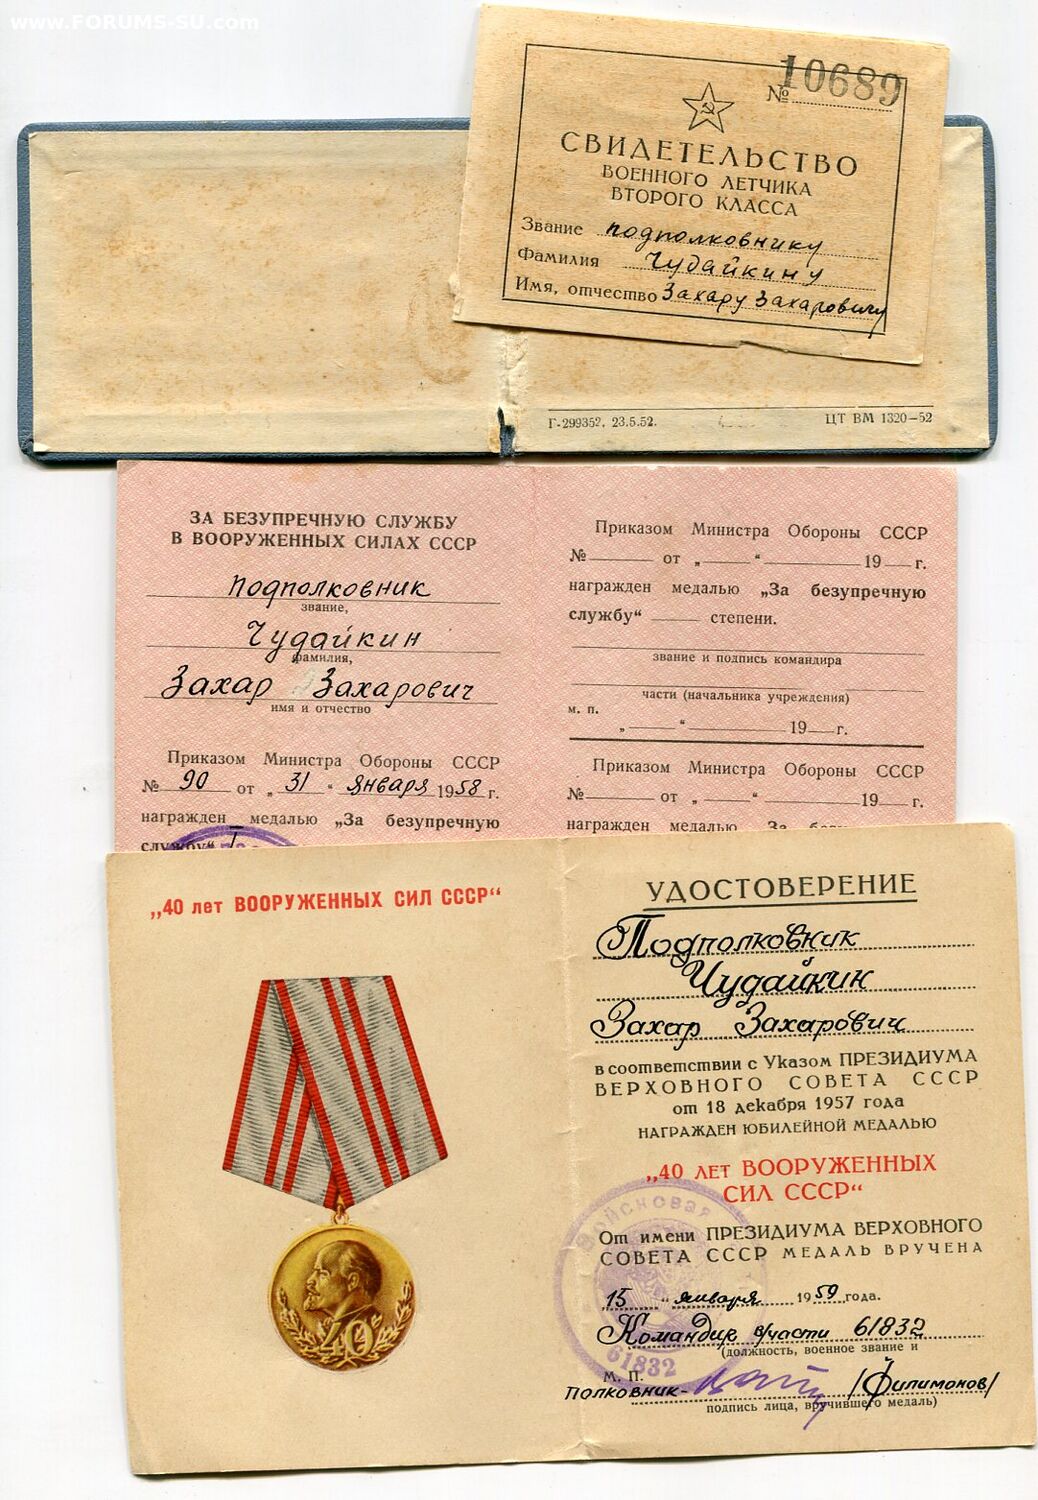 www.FORUMS-SU.com
№ 10689
СВИДЕТЕЛЬСТВО
ВОЕННОГО ЛЕТЧИКА
ВТОРОГО КЛАССА
Звание подполковнику
Фамилия Чудайкину
Имя, отчество Захару Захаровичу
Г-299352, 23.5.52.
ЦТ ВМ 1320-52
ЗА БЕЗУПРЕЧНУЮ СЛУЖБУ
В ВООРУЖЕННЫХ СИЛАХ СССР
подполковник
звание,
Чудайкин
фамилия,
Захар Захарович
имя и отчество
Приказом Министра Обороны СССР
№ 90 от „31“ января 1958 г.
награжден медалью „За безупречную
службу“ I
Приказом Министра Обороны СССР
№ от „ “ 19 г.
награжден медалью „За безупречную
службу“ степени.
звание и подпись командира
части (начальника учреждения)
м. п.
„ “ 19 г.
Приказом Министра Обороны СССР
№ от „ “ 19 г.
награжден медалью „За безупречную
„40 лет ВООРУЖЕННЫХ СИЛ СССР“
40
УДОСТОВЕРЕНИЕ
Подполковник
Чудайкин
Захар Захарович
в соответствии с Указом ПРЕЗИДИУМА
ВЕРХОВНОГО СОВЕТА СССР
от 18 декабря 1957 года
НАГРАЖДЕН ЮБИЛЕЙНОЙ МЕДАЛЬЮ
„40 ЛЕТ ВООРУЖЕННЫХ
СИЛ СССР“
От имени ПРЕЗИДИУМА ВЕРХОВНОГО
СОВЕТА СССР МЕДАЛЬ ВРУЧЕНА
15 „ января 1959 года.
Командир в/части 61832
(должность, военное звание и
М. П.
полковник- /Филимонов/
подпись лица, вручившего медаль)
Войсковая
61832